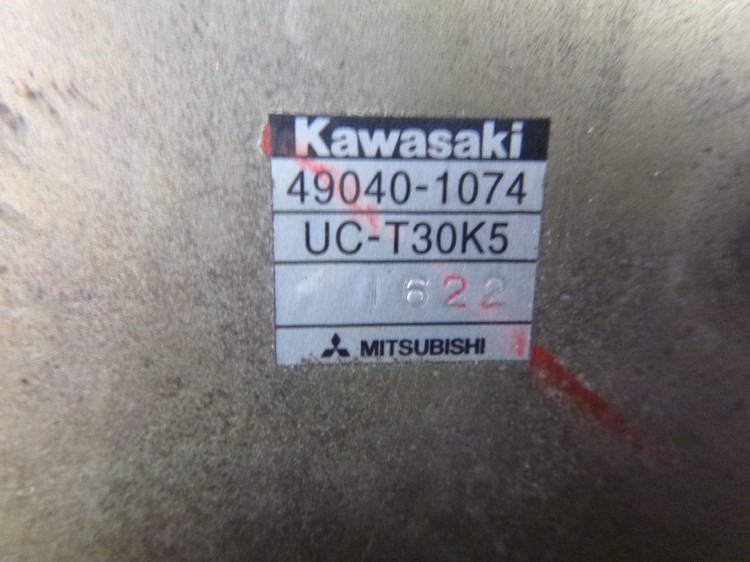 Kawasaki
49040-1074
UC-T30K5
1622
MITSUBISHI